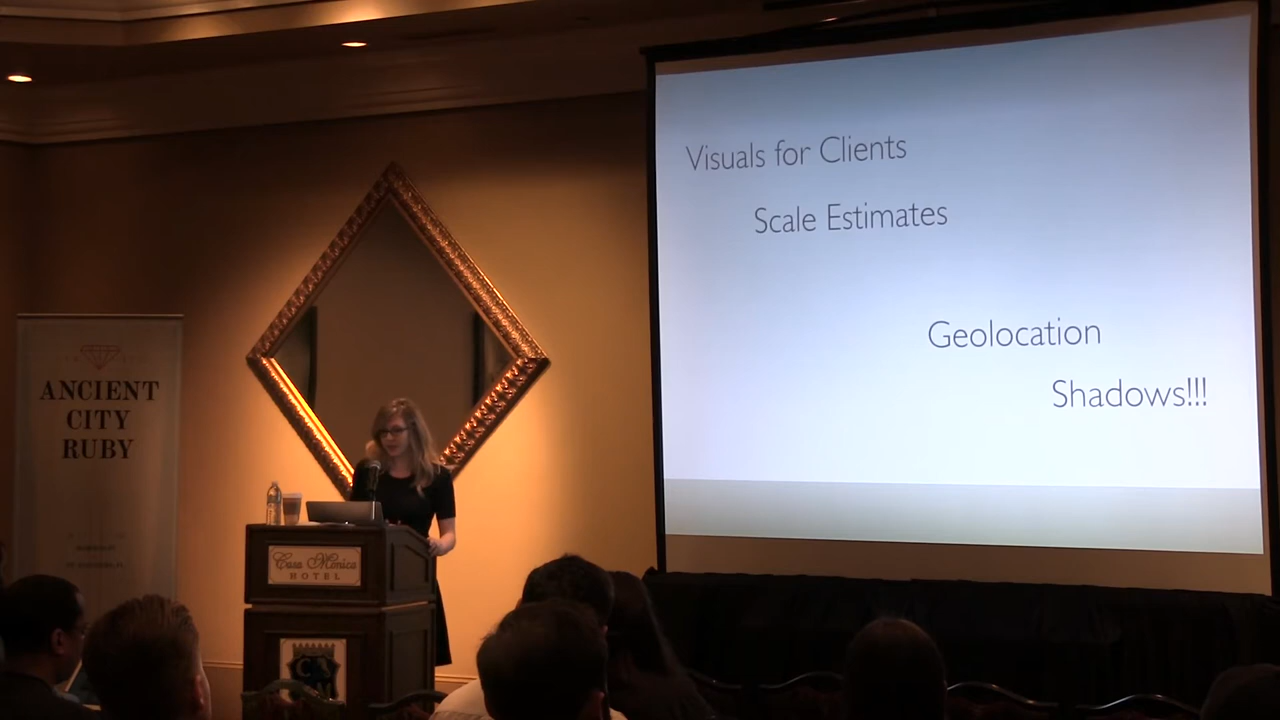 Visuals for Clients
Scale Estimates
Geolocation
Shadows!!!
ANCIENT
CITY
RUBY
Casa Monica
HOTEL